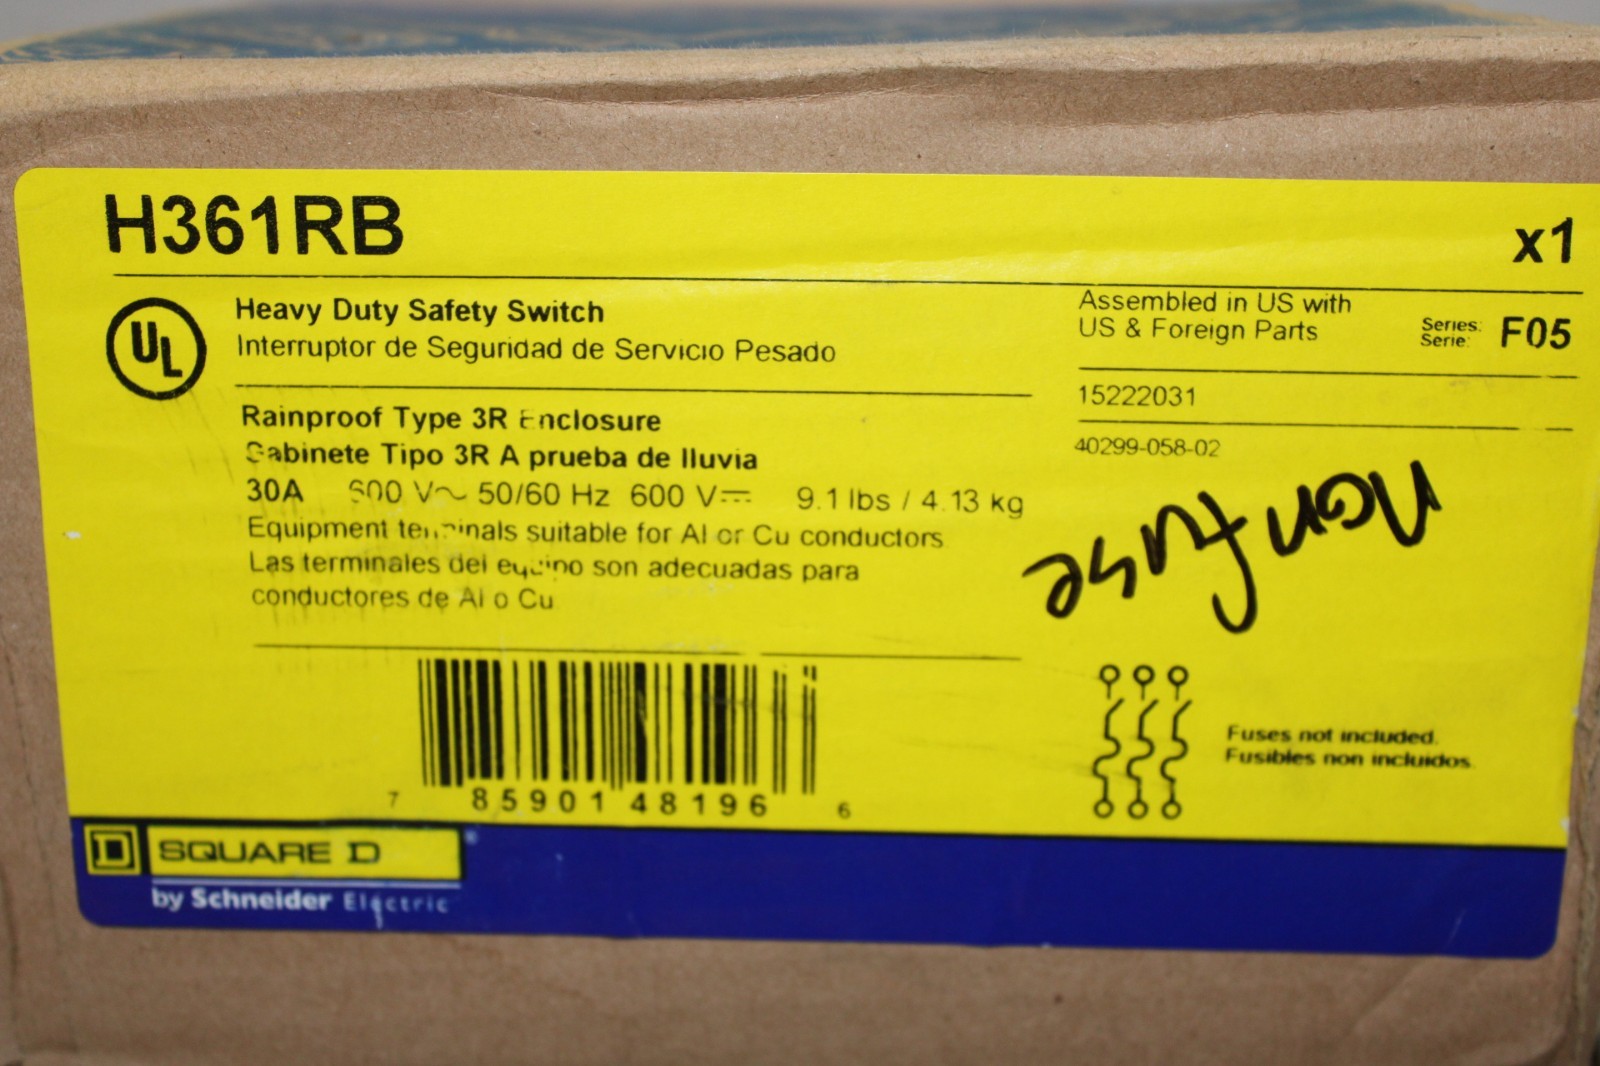 H361RB
x1
UL
Heavy Duty Safety Switch
Interruptor de Seguridad de Servicio Pesado
Assembled in US with
US & Foreign Parts
Series:
Serie:
F05
15222031
40299-058-02
Rainproof Type 3R Enclosure
Gabinete Tipo 3R A prueba de lluvia
30A 600 V~ 50/60 Hz 600 V⎓ 9.1 lbs / 4.13 kg
Equipment terminals suitable for Al or Cu conductors
Las terminales del equipo son adecuadas para
conductores de Al o Cu
Non Fuse
7 85901 48196 6
Fuses not included.
Fusibles non incluidos.
D SQUARE D
by Schneider Electric